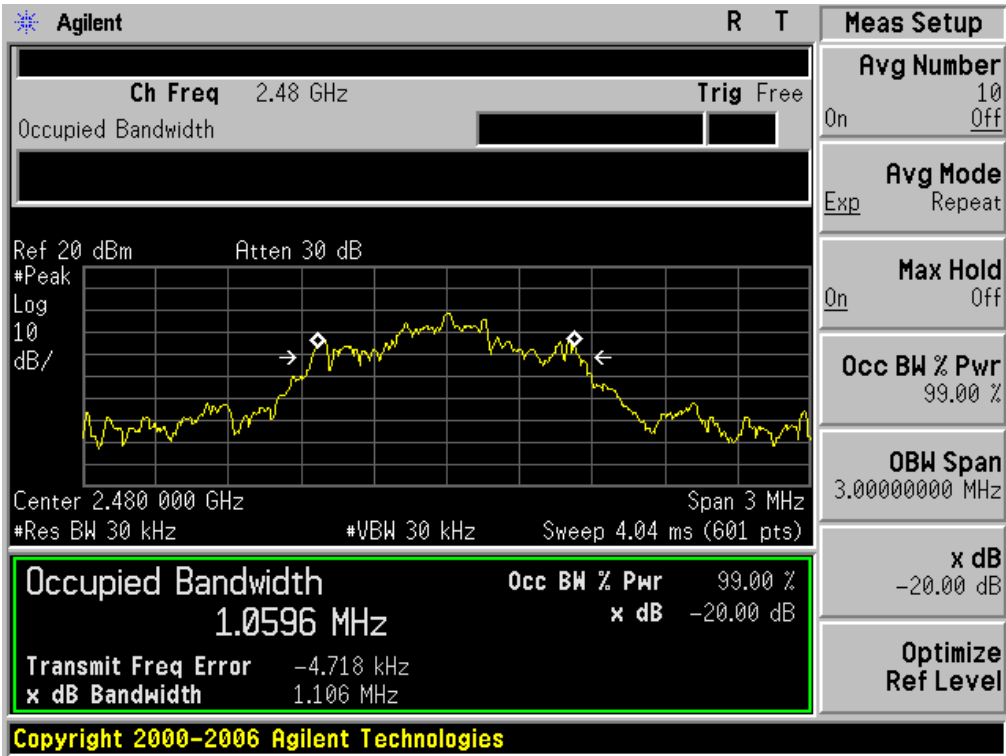 Agilent R T
Ch Freq 2.48 GHz Trig Free
Occupied Bandwidth
Ref 20 dBm Atten 30 dB
#Peak
Log
10
dB/
Center 2.480 000 GHz Span 3 MHz
#Res BW 30 kHz #VBW 30 kHz Sweep 4.04 ms (601 pts)
Occupied Bandwidth Occ BW % Pwr 99.00 %
1.0596 MHz x dB -20.00 dB
Transmit Freq Error -4.718 kHz
x dB Bandwidth 1.106 MHz
Copyright 2000-2006 Agilent Technologies
Meas Setup
Avg Number
10
On Off
Avg Mode
Exp Repeat
Max Hold
On Off
Occ BW % Pwr
99.00 %
OBW Span
3.00000000 MHz
x dB
-20.00 dB
Optimize
Ref Level